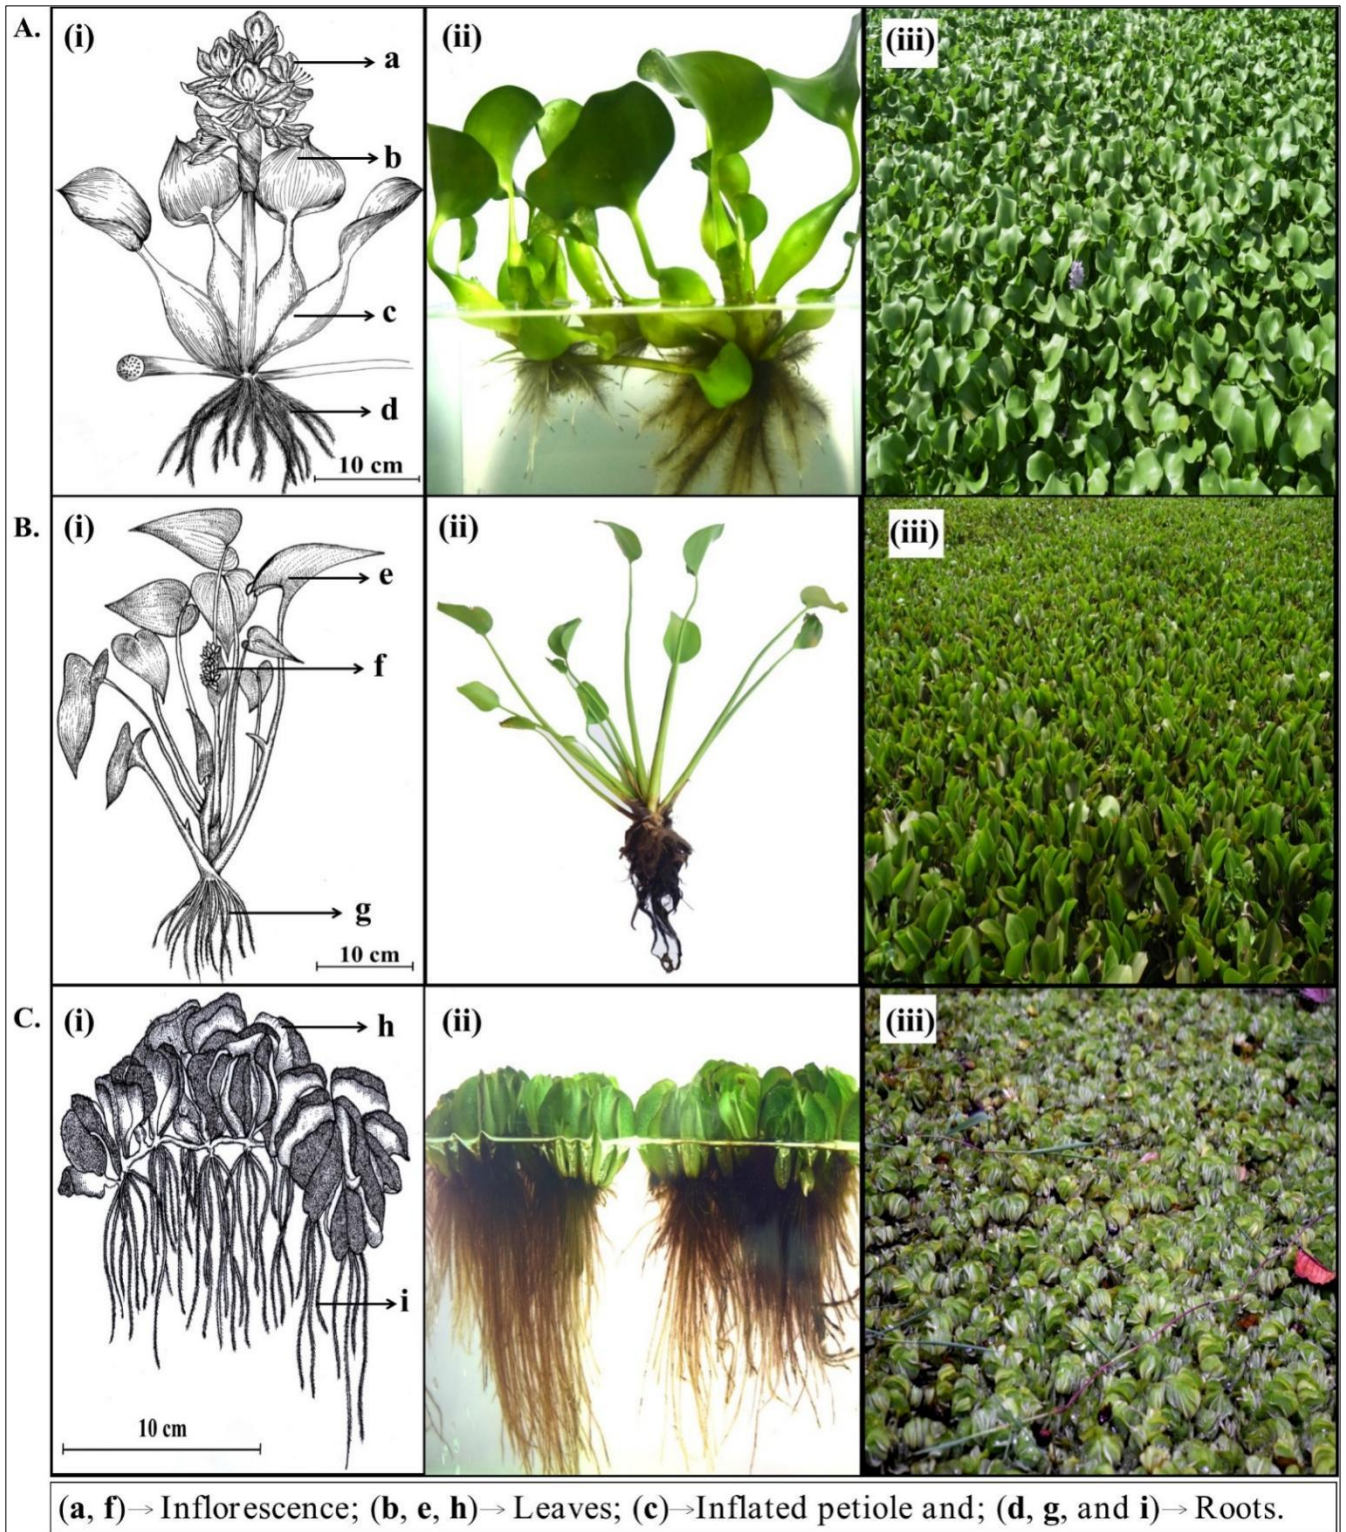 A.
(i)
(ii)
(iii)
a
b
c
d
10 cm
B.
(i)
(ii)
(iii)
e
f
g
10 cm
C.
(i)
(ii)
(iii)
h
i
10 cm
(a, f)→ Inflorescence; (b, e, h)→ Leaves; (c)→Inflated petiole and; (d, g, and i)→ Roots.